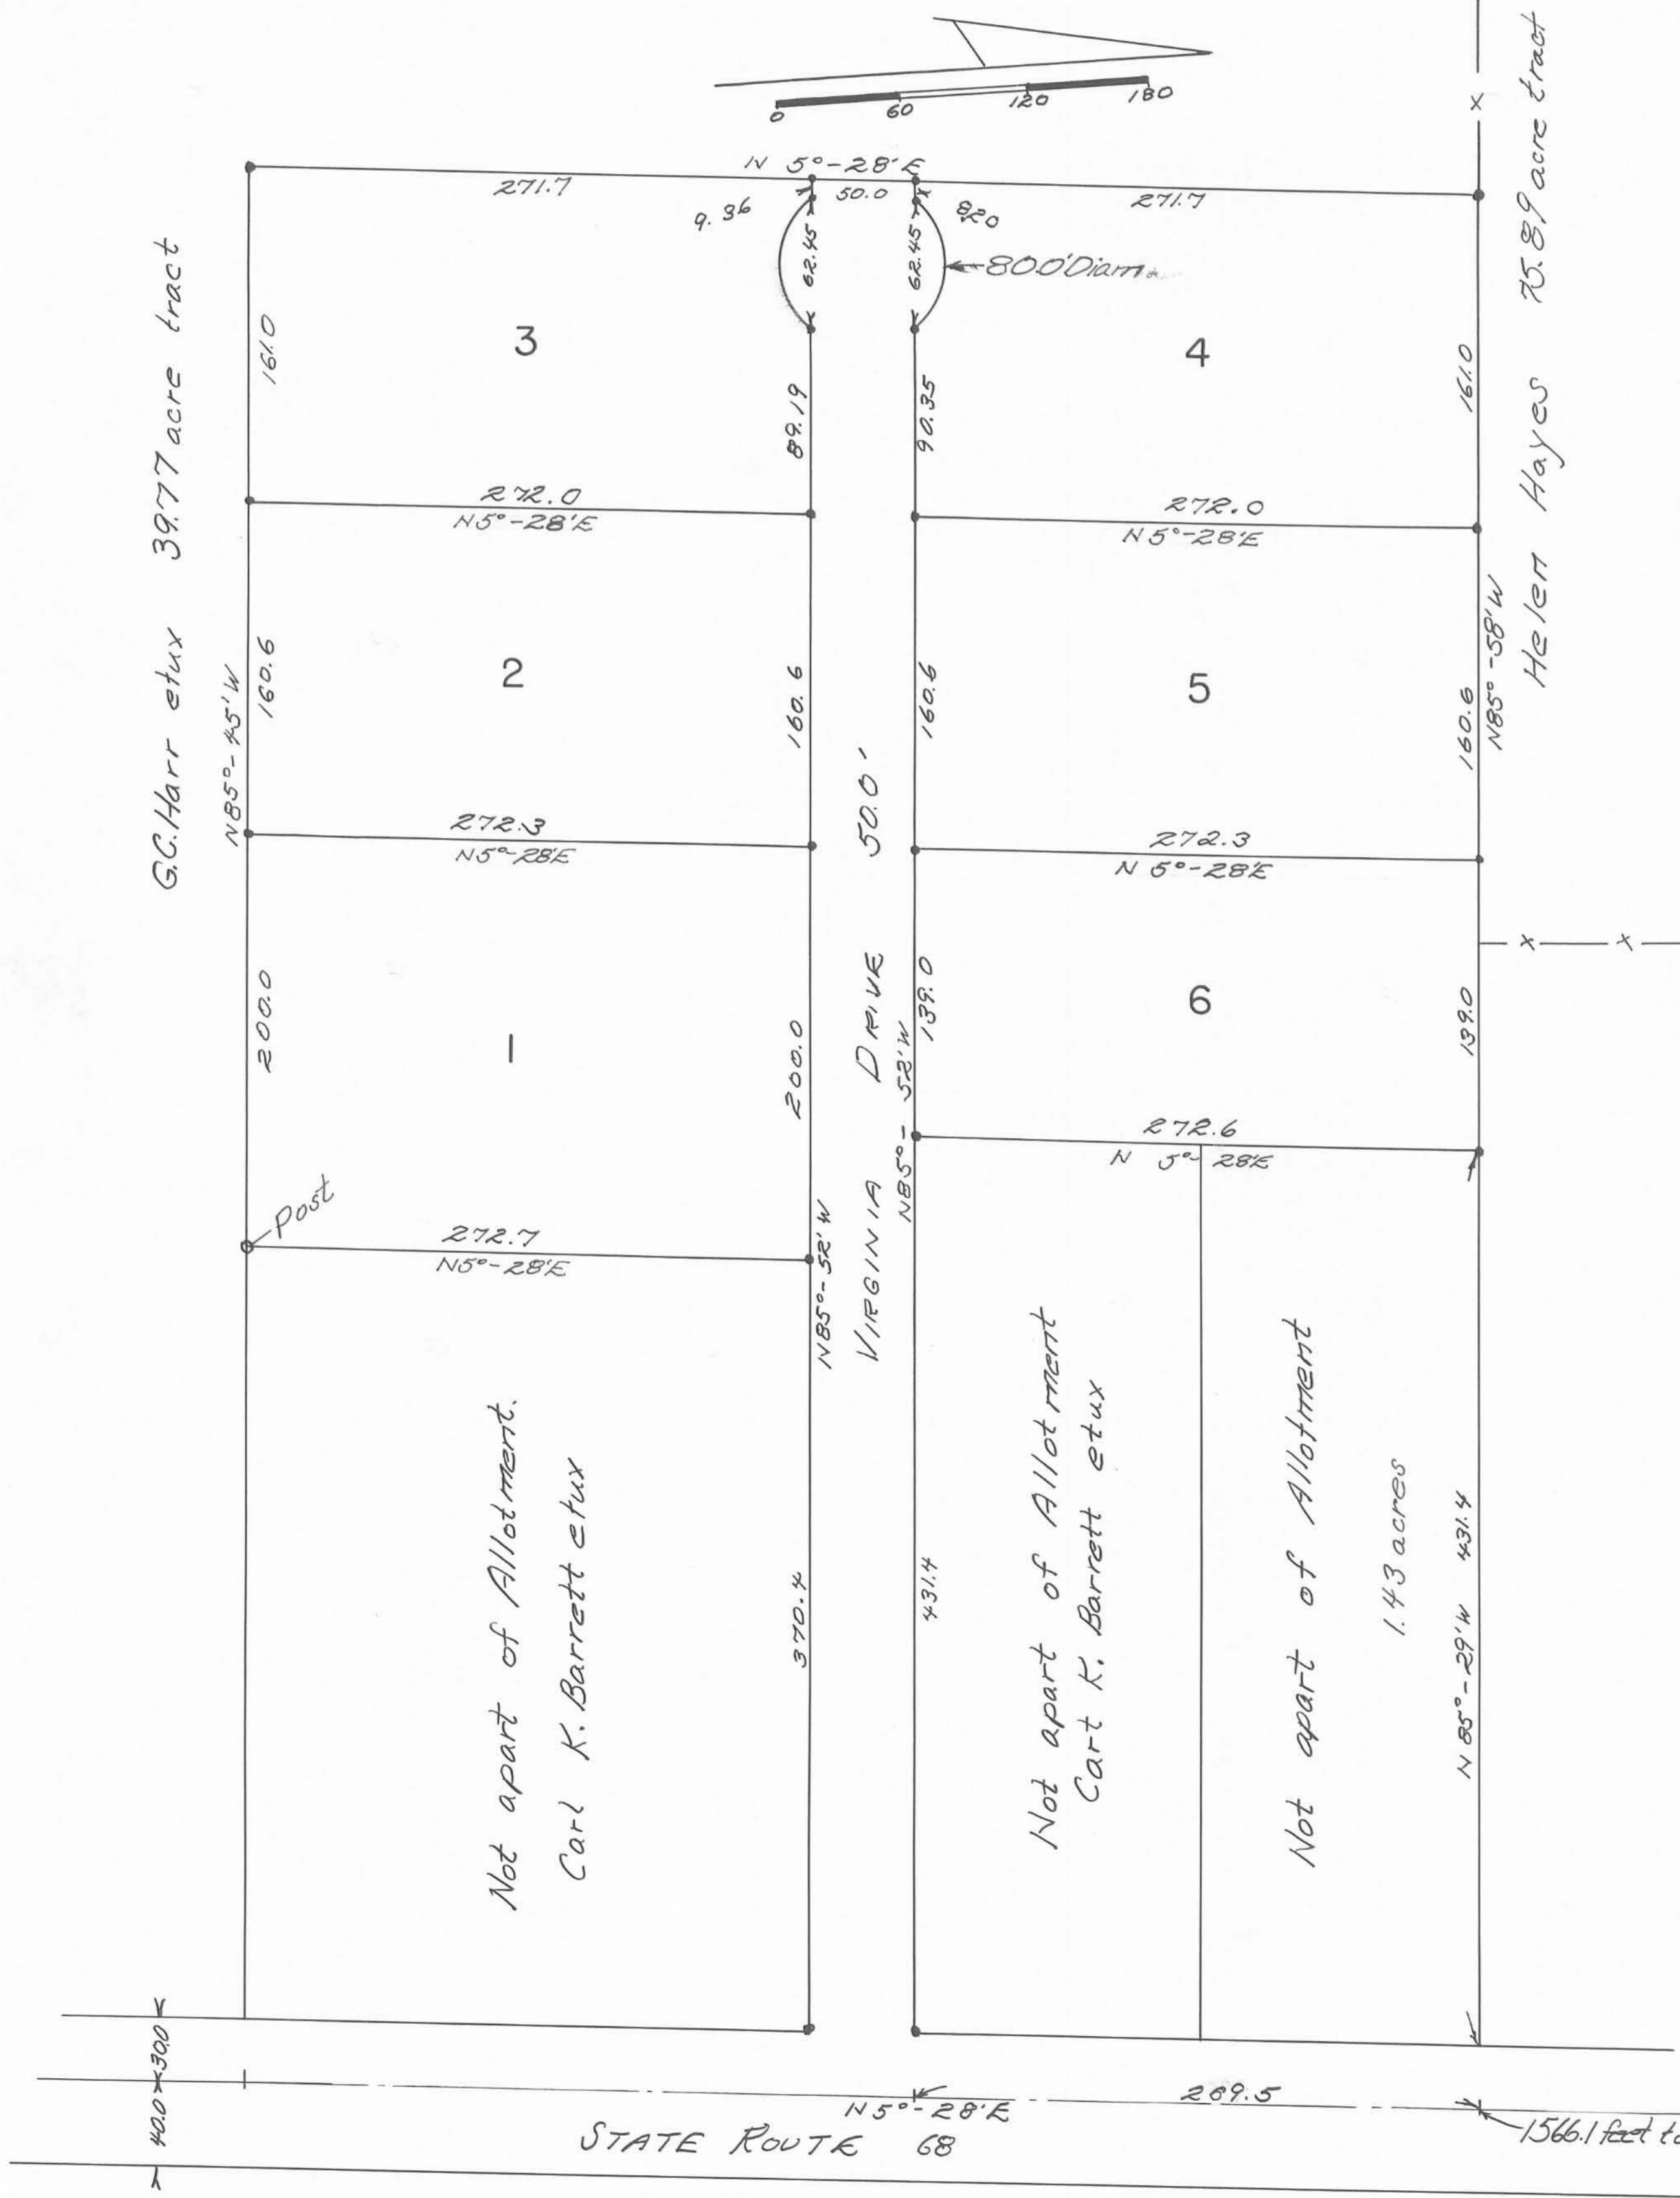 0 60 120 180
N 5°-28'E
271.7
50.0
271.7
9.36
62.45
62.45
820
80.0'Diam.
G.C. Harr etux 39.77 acre tract
Helen Hayes 75.89 acre tract
161.0
3
89.19
90.35
4
161.0
272.0
N5°-28'E
272.0
N5°-28'E
N85°-45'W
160.6
2
160.6
160.6
5
160.6
N85°-58'W
272.3
N5°-28'E
272.3
N 5°-28'E
200.0
1
200.0
VIRGINIA DRIVE 50.0'
N85°-52'W
139.0
6
139.0
272.6
N 5°-28'E
Post
272.7
N5°-28'E
N85°-52'W
Not apart of Allotment.
Carl K. Barrett etux
370.4
431.4
Not apart of Allotment
Cart K. Barrett etux
Not apart of Allotment
1.43 acres
N 85°-29'W 431.4
40.0
30.0
N5°-28'E
269.5
STATE ROUTE 68
1566.1 feet to